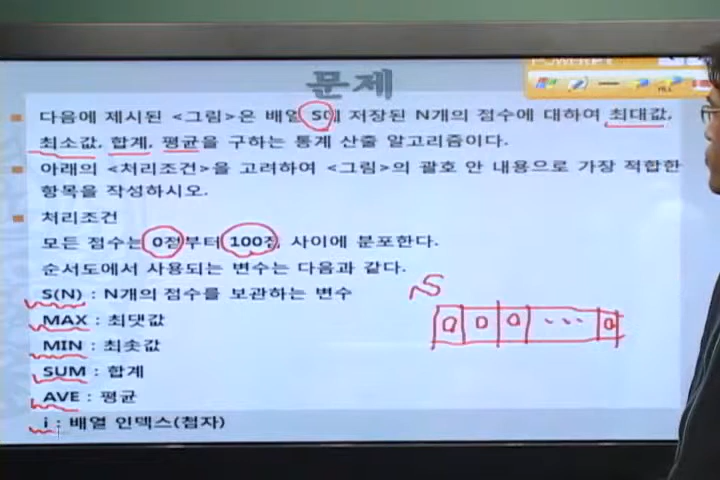 문제
다음에 제시된 <그림>은 배열 S에 저장된 N개의 점수에 대하여 최대값,
최소값, 합계, 평균을 구하는 통계 산출 알고리즘이다.
아래의 <처리조건>을 고려하여 <그림>의 괄호 안 내용으로 가장 적합한
항목을 작성하시오.
처리조건
모든 점수는 0점부터 100점 사이에 분포한다.
순서도에서 사용되는 변수는 다음과 같다.
S(N) : N개의 점수를 보관하는 변수
S
MAX : 최댓값
0 0 0 ... 0
MIN : 최솟값
SUM : 합계
AVE : 평균
i : 배열 인덱스(첨자)